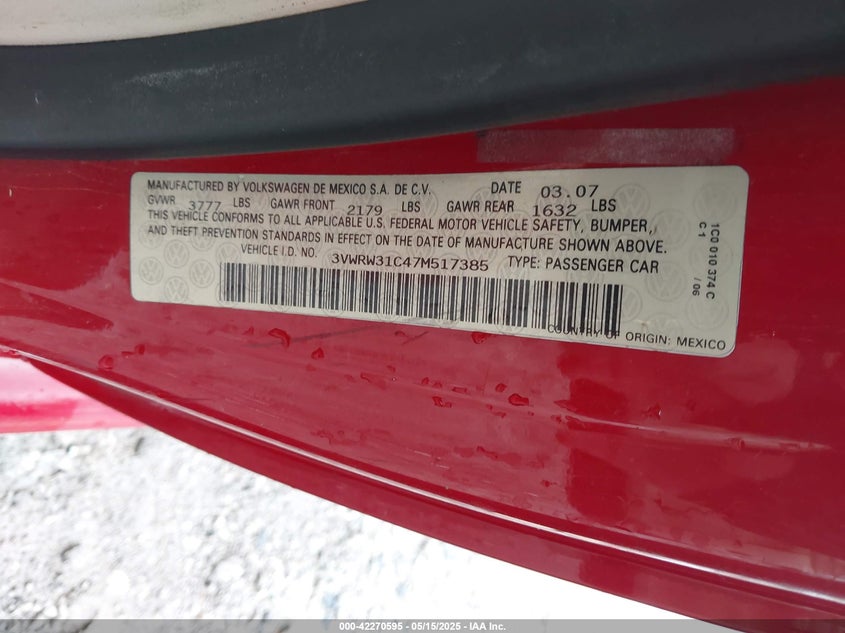 MANUFACTURED BY VOLKSWAGEN DE MEXICO S.A. DE C.V. DATE 03.07
GVWR 3777 LBS GAWR FRONT 2179 LBS GAWR REAR 1632 LBS
THIS VEHICLE CONFORMS TO ALL APPLICABLE U.S. FEDERAL MOTOR VEHICLE SAFETY, BUMPER,
AND THEFT PREVENTION STANDARDS IN EFFECT ON THE DATE OF MANUFACTURE SHOWN ABOVE.
VEHICLE I.D. NO. 3VWRW31C47M517385 TYPE: PASSENGER CAR
COUNTRY OF ORIGIN: MEXICO
1C0 010 374 C /06
C1
000-42270595 - 05/15/2025 - IAA Inc.